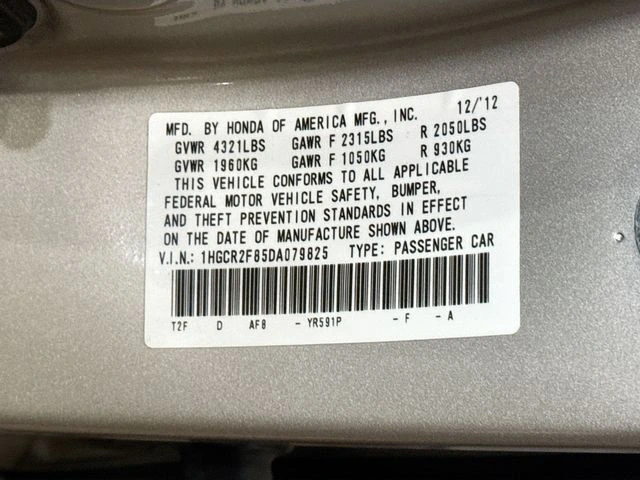 MFD. BY HONDA OF AMERICA MFG., INC. 12/'12
GVWR 4321LBS GAWR F 2315LBS R 2050LBS
GVWR 1960KG GAWR F 1050KG R 930KG
THIS VEHICLE CONFORMS TO ALL APPLICABLE
FEDERAL MOTOR VEHICLE SAFETY, BUMPER,
AND THEFT PREVENTION STANDARDS IN EFFECT
ON THE DATE OF MANUFACTURE SHOWN ABOVE.
V.I.N.: 1HGCR2F85DA079825 TYPE: PASSENGER CAR
T2F D AF8 - YR591P - F - A